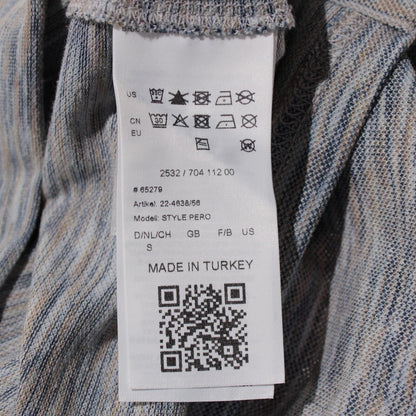 US
CN
30
EU
2532 / 704 112 00
# 65279
Artikel: 22-4638/56
Modell: STYLE PERO
D/NL/CH GB F/B US
S
MADE IN TURKEY